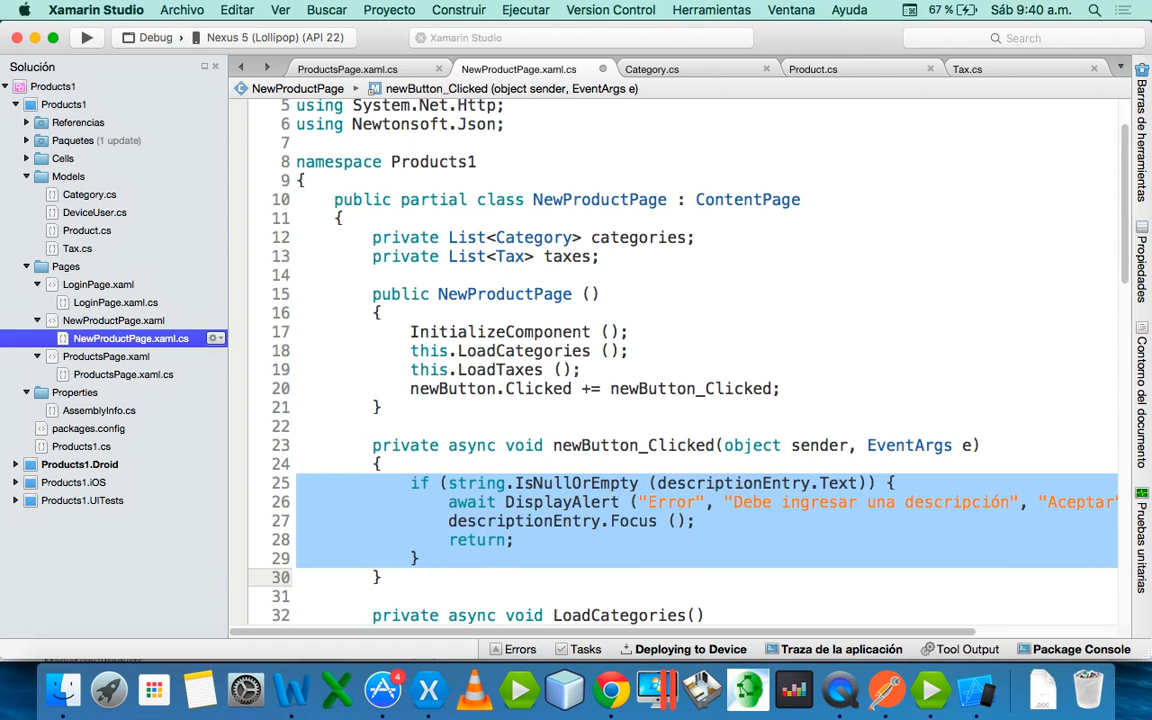 Xamarin Studio Archivo Editar Ver Buscar Proyecto Construir Ejecutar Version Control Herramientas Ventana Ayuda 67 % Sáb 9:40 a.m.
Debug Nexus 5 (Lollipop) (API 22) Xamarin Studio Search
Solución
ProductsPage.xaml.cs NewProductPage.xaml.cs Category.cs Product.cs Tax.cs
NewProductPage newButton_Clicked (object sender, EventArgs e)
Products1
Products1
Referencias
Paquetes (1 update)
Cells
Models
Category.cs
DeviceUser.cs
Product.cs
Tax.cs
Pages
LoginPage.xaml
LoginPage.xaml.cs
NewProductPage.xaml
NewProductPage.xaml.cs
ProductsPage.xaml
ProductsPage.xaml.cs
Properties
AssemblyInfo.cs
packages.config
Products1.cs
Products1.Droid
Products1.iOS
Products1.UITests
5 using System.Net.Http;
6 using Newtonsoft.Json;
7
8 namespace Products1
9 {
10 public partial class NewProductPage : ContentPage
11 {
12 private List<Category> categories;
13 private List<Tax> taxes;
14
15 public NewProductPage ()
16 {
17 InitializeComponent ();
18 this.LoadCategories ();
19 this.LoadTaxes ();
20 newButton.Clicked += newButton_Clicked;
21 }
22
23 private async void newButton_Clicked(object sender, EventArgs e)
24 {
25 if (string.IsNullOrEmpty (descriptionEntry.Text)) {
26 await DisplayAlert ("Error", "Debe ingresar una descripción", "Aceptar"
27 descriptionEntry.Focus ();
28 return;
29 }
30 }
31
32 private async void LoadCategories()
Barras de herramientas
Propiedades
Contorno del documento
Pruebas unitarias
Errors Tasks Deploying to Device Traza de la aplicación Tool Output Package Console
4